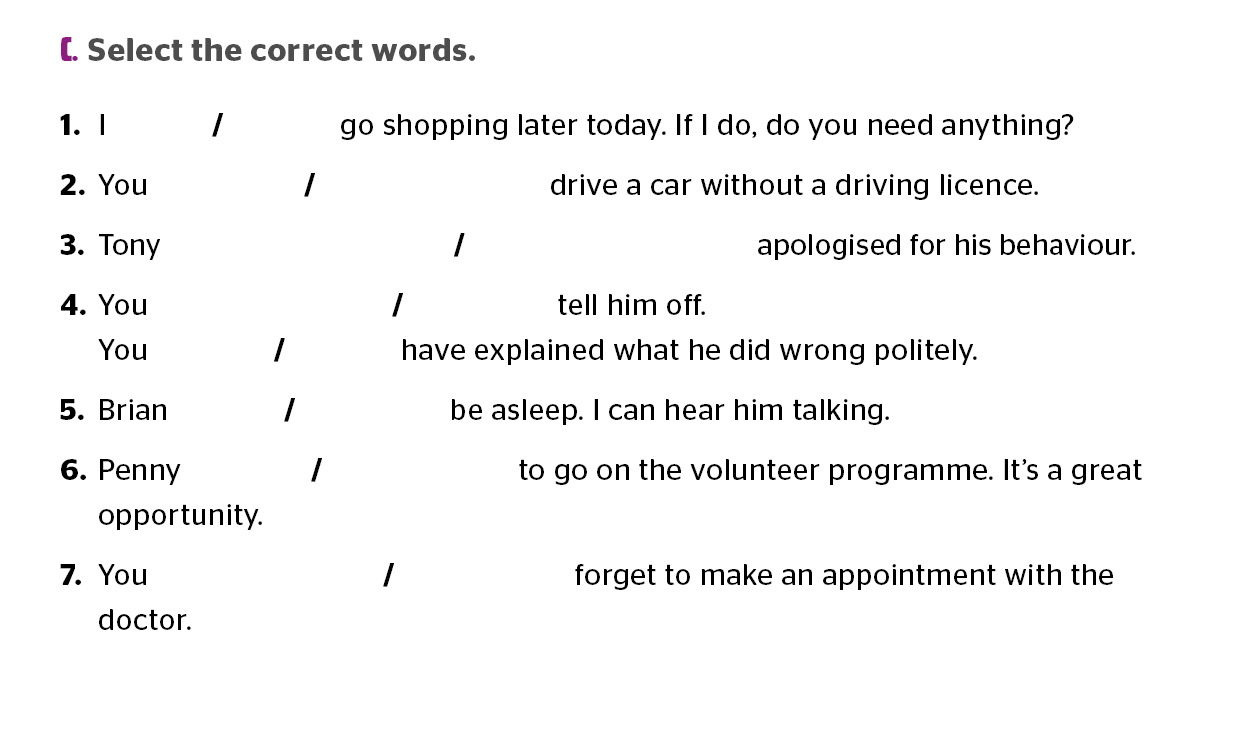 C. Select the correct words.
1. I / go shopping later today. If I do, do you need anything?
2. You / drive a car without a driving licence.
3. Tony / apologised for his behaviour.
4. You / tell him off.
You / have explained what he did wrong politely.
5. Brian / be asleep. I can hear him talking.
6. Penny / to go on the volunteer programme. It's a great
opportunity.
7. You / forget to make an appointment with the
doctor.